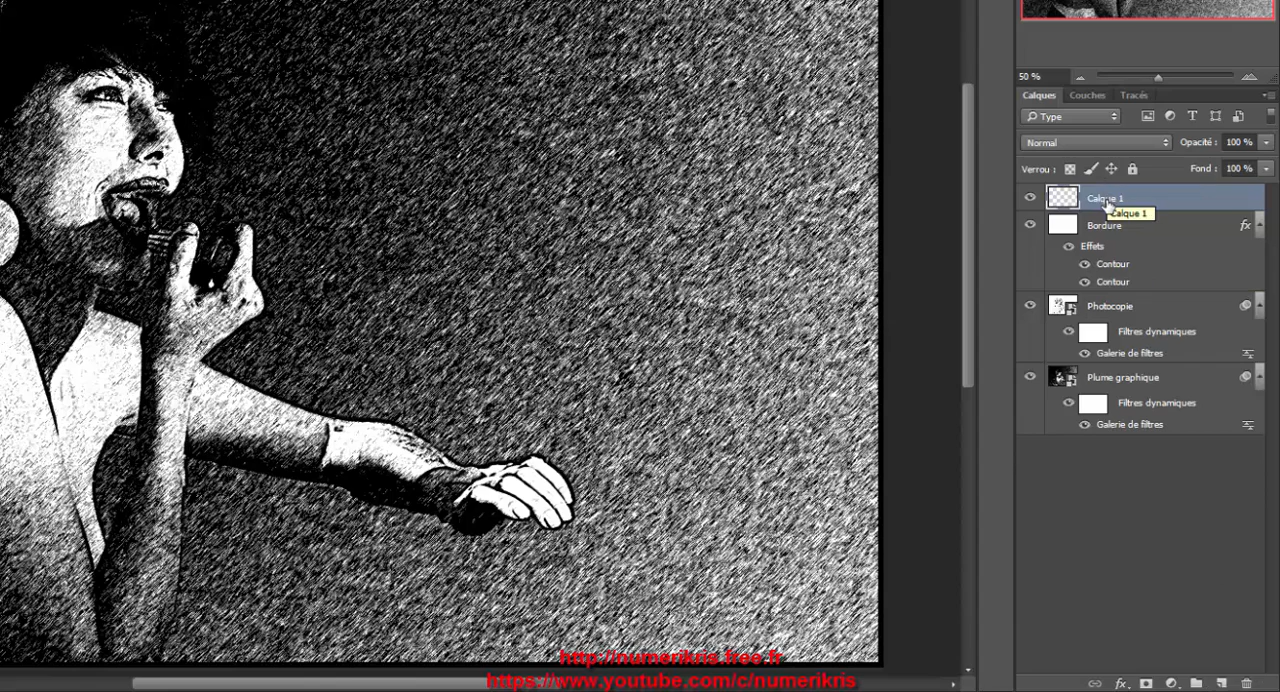 50 %
Calques Couches Tracés
Type
Normal Opacité : 100 %
Verrou : Fond : 100 %
Calque 1
Calque 1
Bordure fx
Effets
Contour
Contour
Photocopie
Filtres dynamiques
Galerie de filtres
Plume graphique
Filtres dynamiques
Galerie de filtres
http://numerikris.free.fr
https://www.youtube.com/c/numerikris
fx